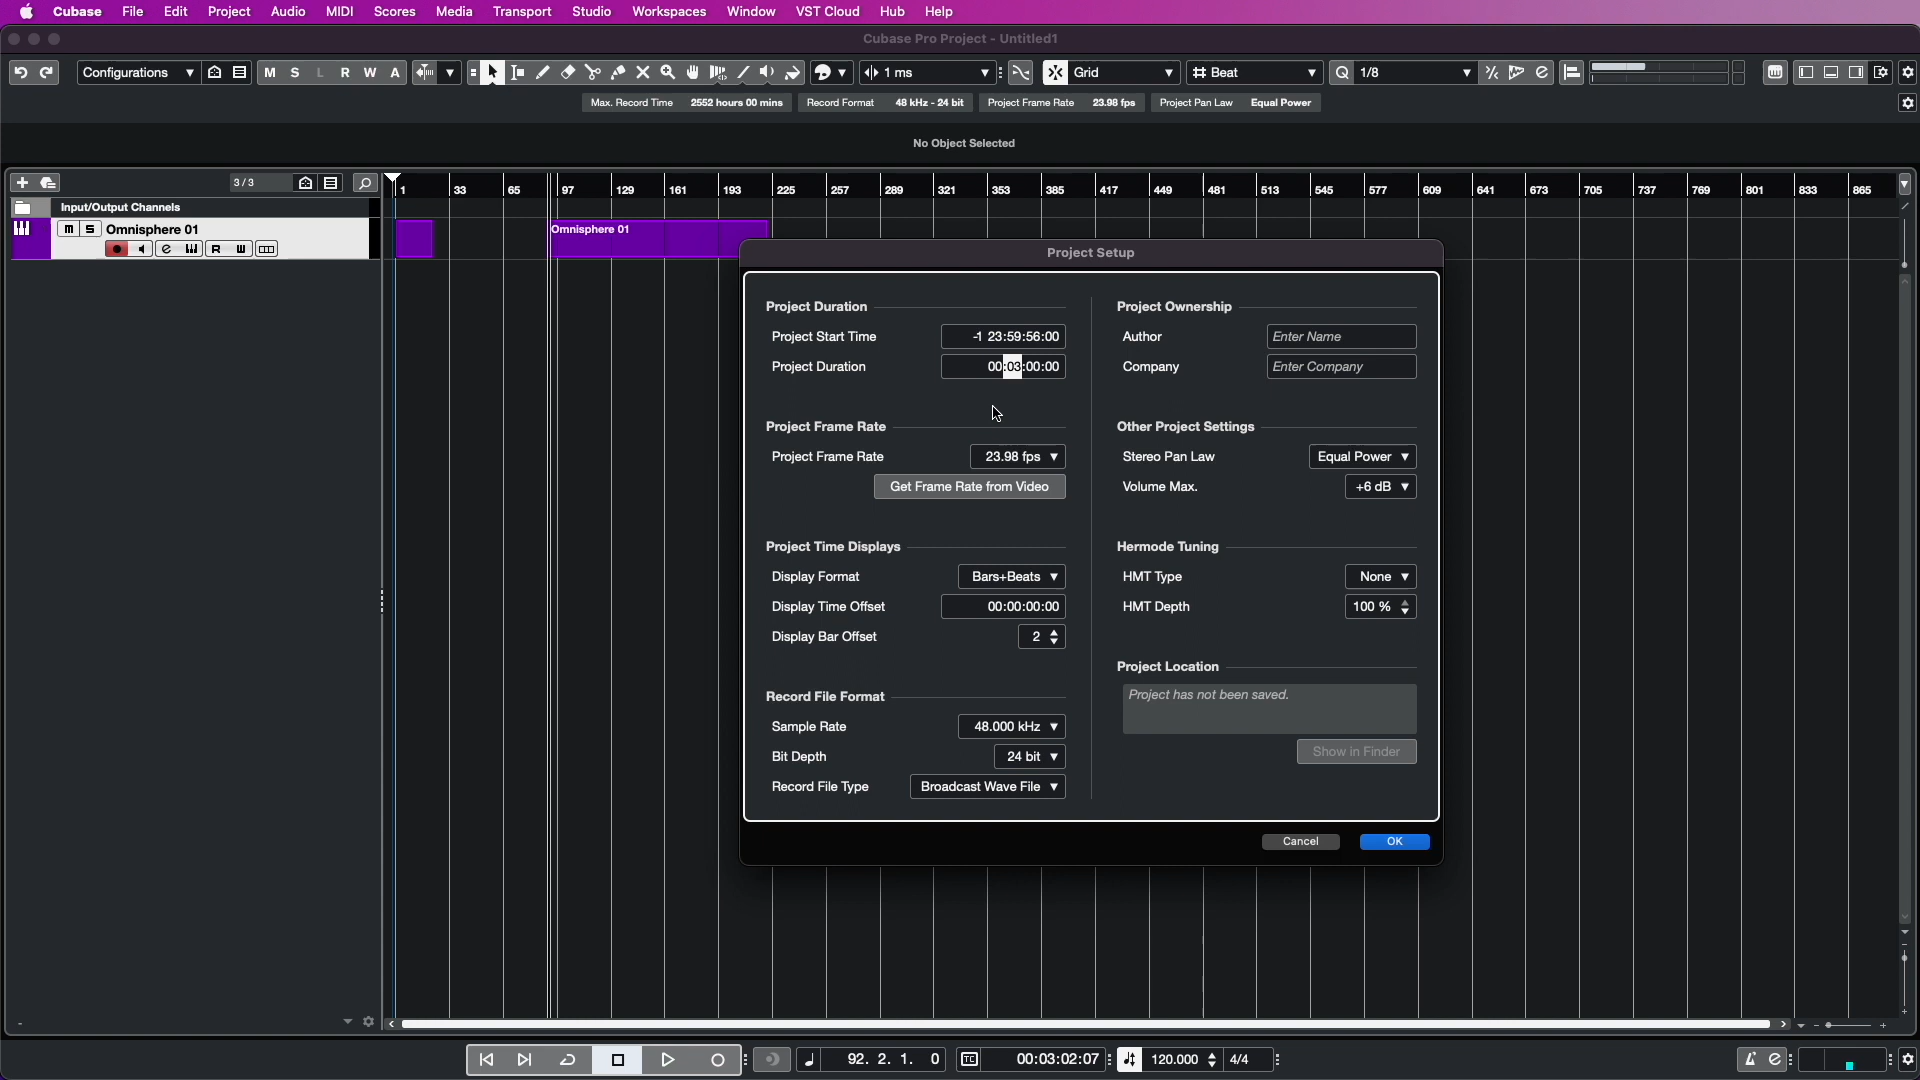 Cubase File Edit Project Audio MIDI Scores Media Transport Studio Workspaces Window VST Cloud Hub Help
Cubase Pro Project - Untitled1
Configurations M S L R W A 1 ms Grid Beat Q 1/8
Max. Record Time 2552 hours 00 mins Record Format 48 kHz - 24 bit Project Frame Rate 23.98 fps Project Pan Law Equal Power
No Object Selected
3/3
1 33 65 97 129 161 193 225 257 289 321 353 385 417 449 481 513 545 577 609 641 673 705 737 769 801 833 865
Input/Output Channels
m S Omnisphere 01
e R W
Omnisphere 01
Project Setup
Project Duration
Project Start Time -1 23:59:56:00
Project Duration 00:03:00:00
Project Frame Rate
Project Frame Rate 23.98 fps
Get Frame Rate from Video
Project Time Displays
Display Format Bars+Beats
Display Time Offset 00:00:00:00
Display Bar Offset 2
Record File Format
Sample Rate 48.000 kHz
Bit Depth 24 bit
Record File Type Broadcast Wave File
Project Ownership
Author Enter Name
Company Enter Company
Other Project Settings
Stereo Pan Law Equal Power
Volume Max. +6 dB
Hermode Tuning
HMT Type None
HMT Depth 100 %
Project Location
Project has not been saved.
Show in Finder
Cancel OK
92. 2. 1. 0 TC 00:03:02:07 120.000 4/4